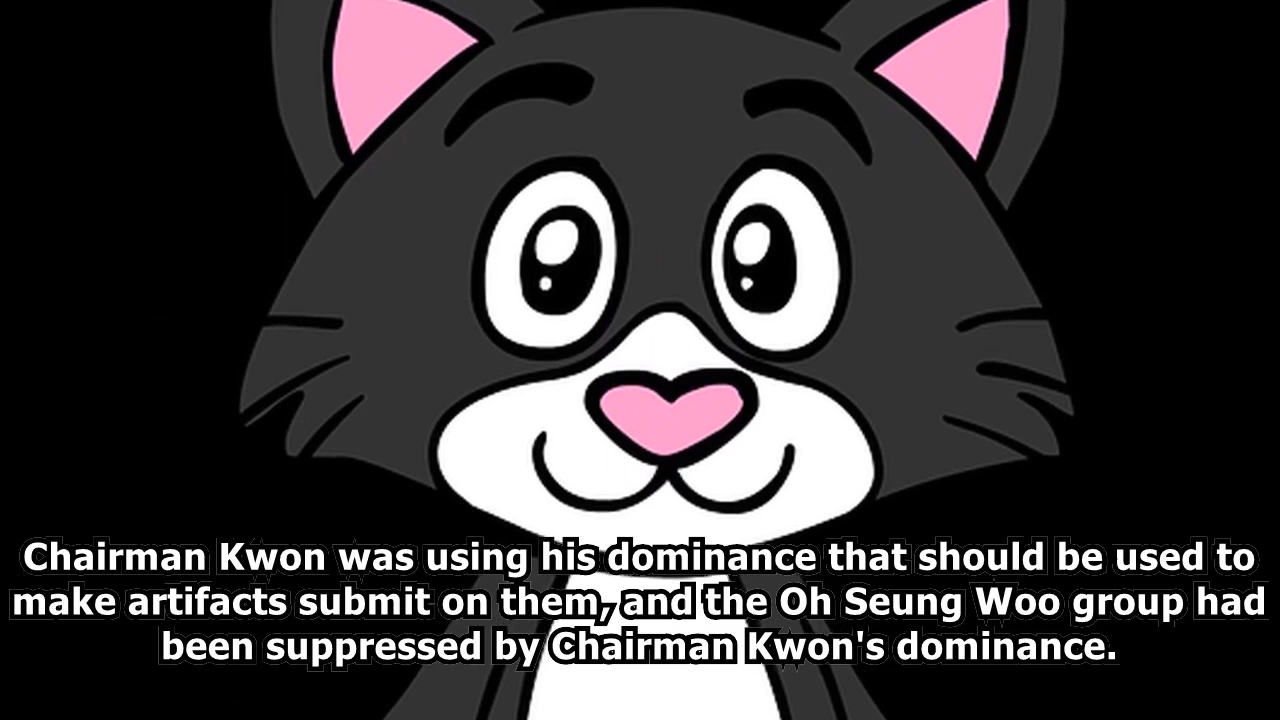 Chairman Kwon was using his dominance that should be used to
make artifacts submit on them, and the Oh Seung Woo group had
been suppressed by Chairman Kwon's dominance.